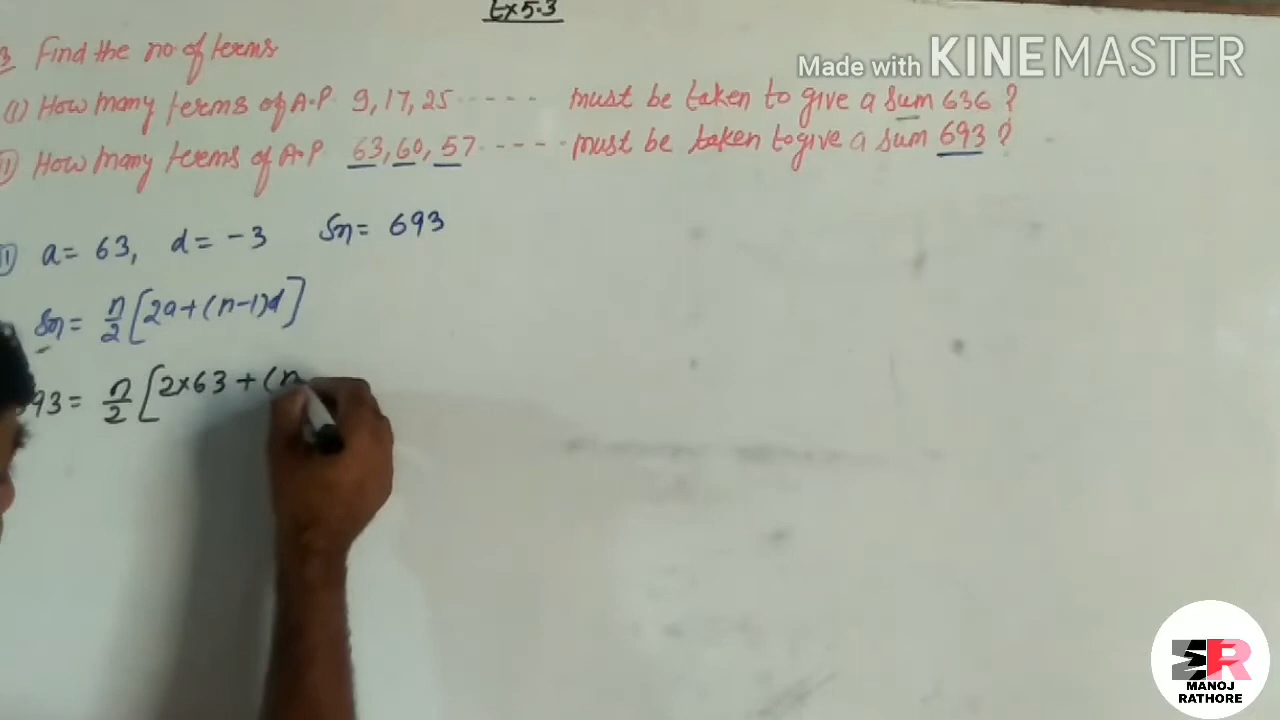 Ex 5.3
Made with KINEMASTER
3 Find the no. of terms
(i) How many terms of A.P. 9, 17, 25 ----- must be taken to give a sum 636 ?
ii) How many terms of A.P. 63, 60, 57 ----- must be taken to give a sum 693 ?
ii) a = 63, d = -3 Sn = 693
Sn = n/2 [2a + (n-1)d]
93 = n/2 [2×63 + (n
3R
MANOJ
RATHORE